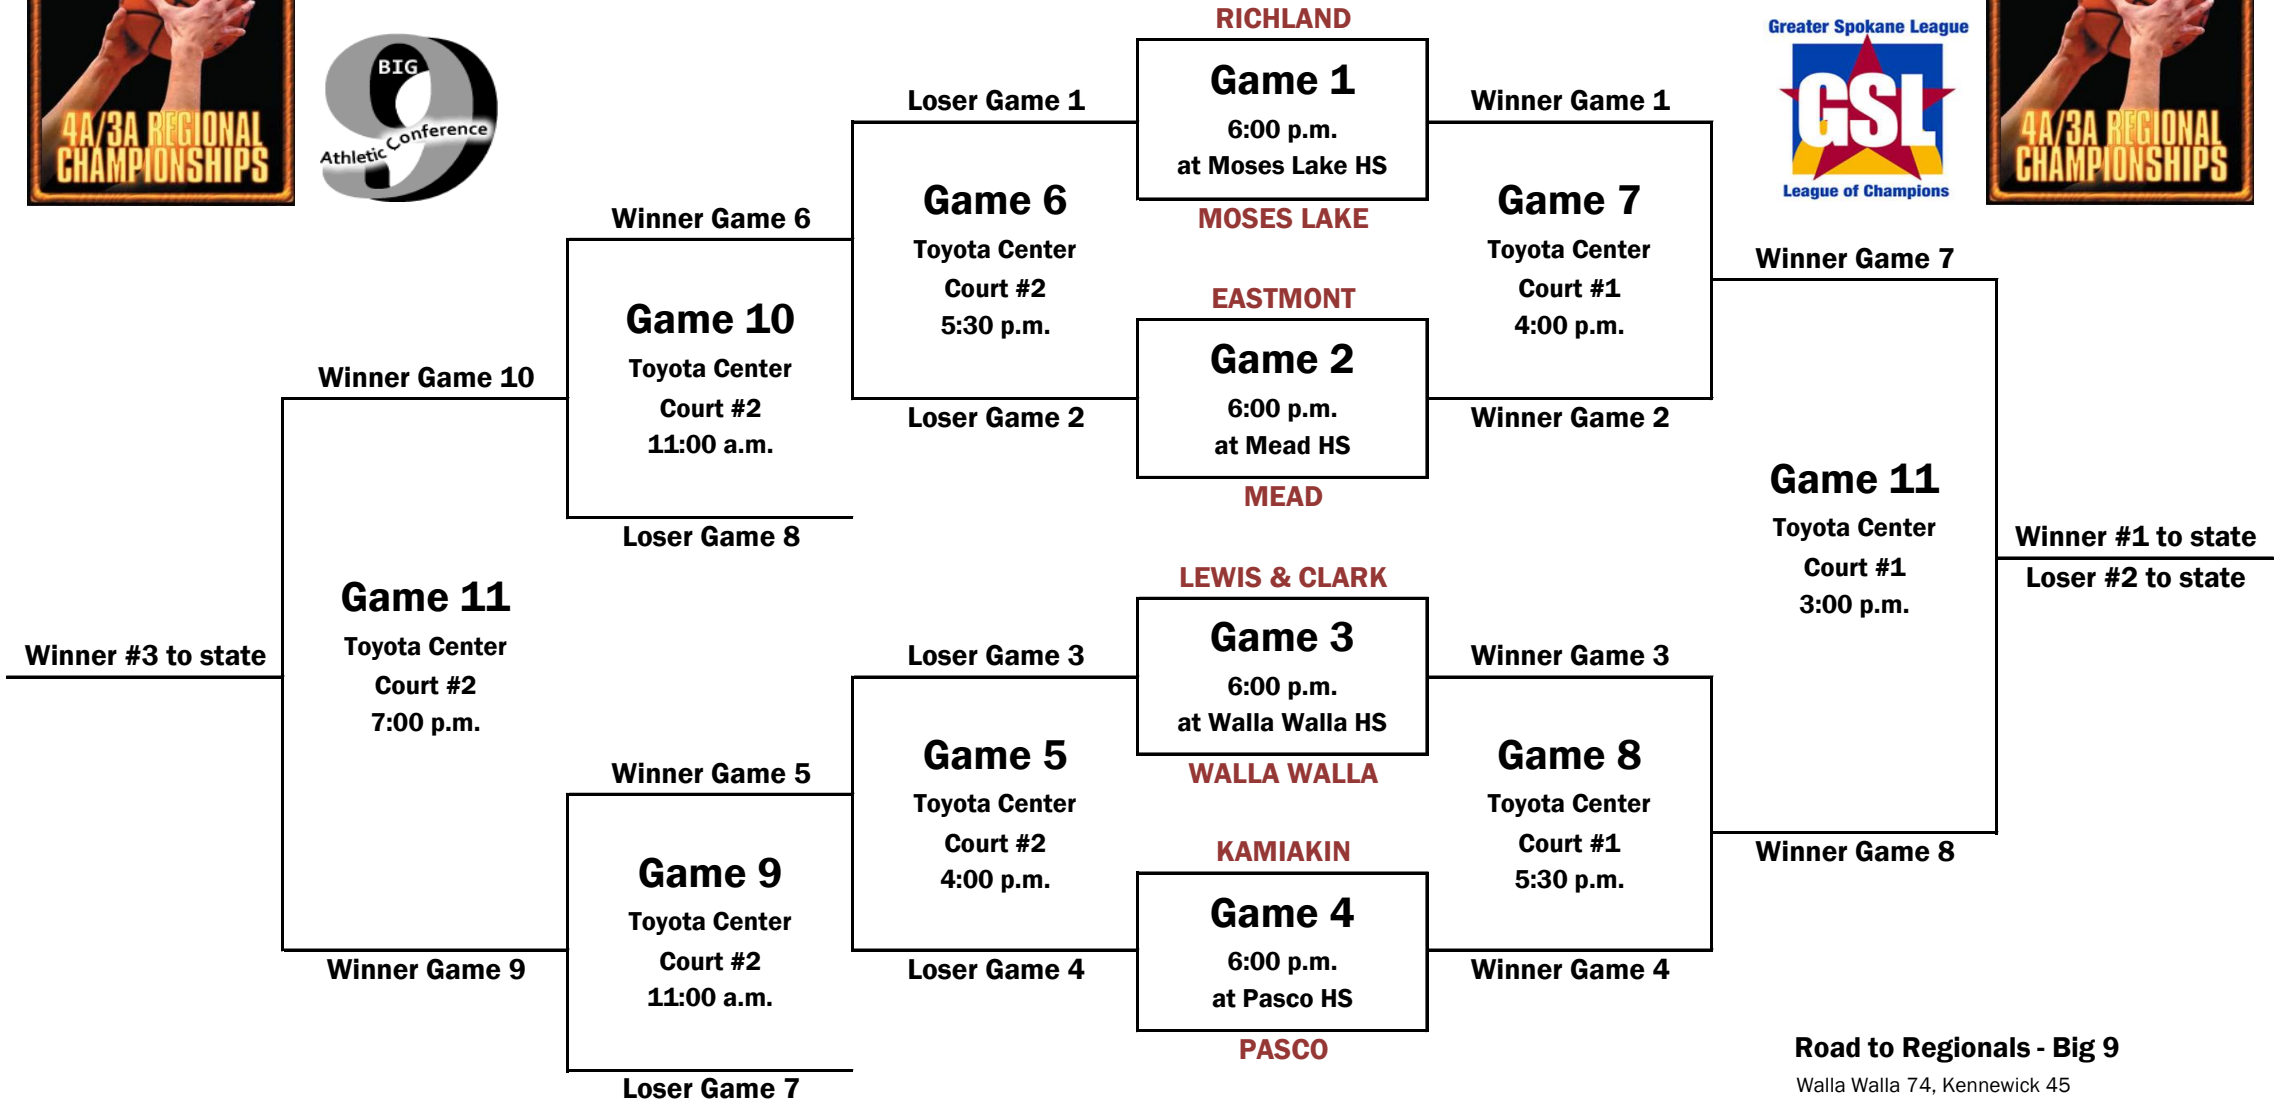 4A/3A REGIONAL
CHAMPIONSHIPS
BIG
9
Athletic Conference
Greater Spokane League
GSL
League of Champions
4A/3A REGIONAL
CHAMPIONSHIPS
RICHLAND
Game 1
6:00 p.m.
at Moses Lake HS
MOSES LAKE
Loser Game 1
Winner Game 1
Game 6
Toyota Center
Court #2
5:30 p.m.
Game 7
Toyota Center
Court #1
4:00 p.m.
Winner Game 6
Winner Game 7
EASTMONT
Game 2
6:00 p.m.
at Mead HS
MEAD
Game 10
Toyota Center
Court #2
11:00 a.m.
Winner Game 10
Loser Game 2
Winner Game 2
Loser Game 8
Game 11
Toyota Center
Court #1
3:00 p.m.
Winner #1 to state
Loser #2 to state
Game 11
Toyota Center
Court #2
7:00 p.m.
Winner #3 to state
LEWIS & CLARK
Game 3
6:00 p.m.
at Walla Walla HS
WALLA WALLA
Loser Game 3
Winner Game 3
Game 5
Toyota Center
Court #2
4:00 p.m.
Game 8
Toyota Center
Court #1
5:30 p.m.
Winner Game 5
Winner Game 8
KAMIAKIN
Game 4
6:00 p.m.
at Pasco HS
PASCO
Game 9
Toyota Center
Court #2
11:00 a.m.
Winner Game 9
Loser Game 4
Winner Game 4
Loser Game 7
Road to Regionals - Big 9
Walla Walla 74, Kennewick 45